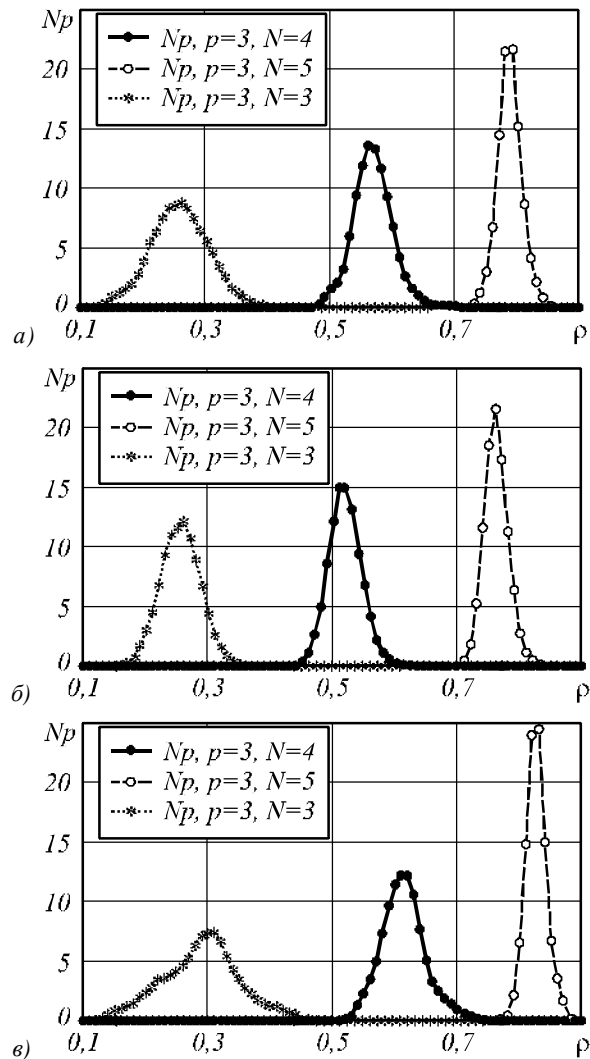 Np
Np, p=3, N=4
Np, p=3, N=5
Np, p=3, N=3
20
15
10
5
0
0,1 0,3 0,5 0,7 ρ
а)
Np
Np, p=3, N=4
Np, p=3, N=5
Np, p=3, N=3
20
15
10
5
0
0,1 0,3 0,5 0,7 ρ
б)
Np
Np, p=3, N=4
Np, p=3, N=5
Np, p=3, N=3
20
15
10
5
0
0,1 0,3 0,5 0,7 ρ
в)